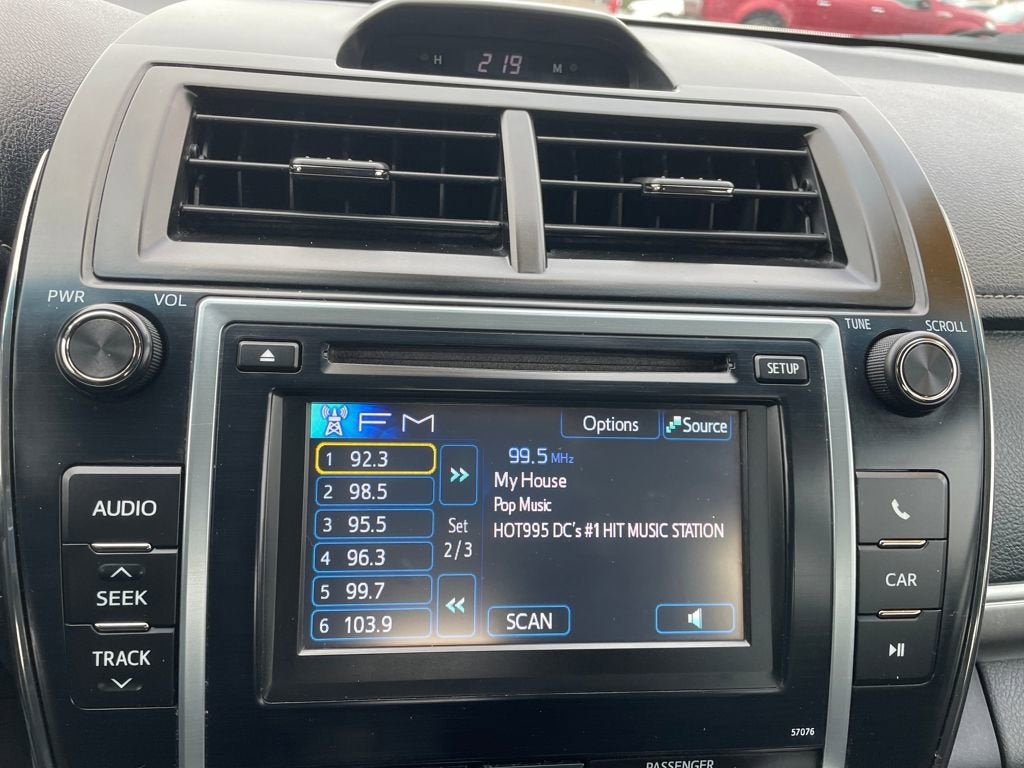 H 219 M
PWR VOL
TUNE SCROLL
SETUP
FM
Options Source
1 92.3
2 98.5
3 95.5
4 96.3
5 99.7
6 103.9
Set
2/3
99.5 MHz
My House
Pop Music
HOT995 DC's #1 HIT MUSIC STATION
SCAN
AUDIO
SEEK
TRACK
CAR
57076
PASSENGER